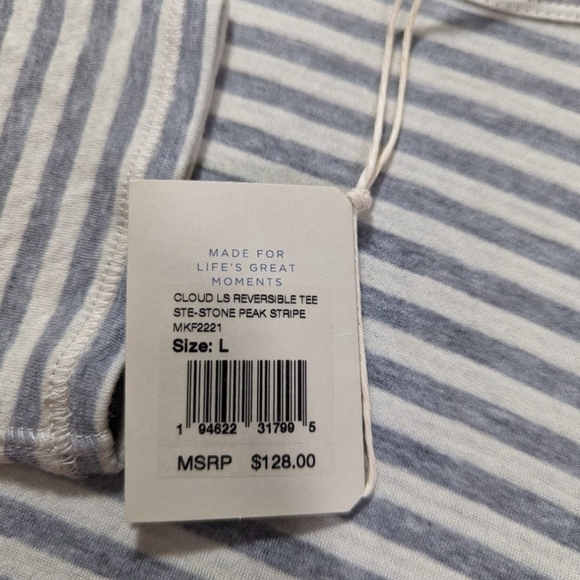 MADE FOR
LIFE'S GREAT
MOMENTS
CLOUD LS REVERSIBLE TEE
STE-STONE PEAK STRIPE
MKF2221
Size: L
1 94622 31799 5
MSRP $128.00